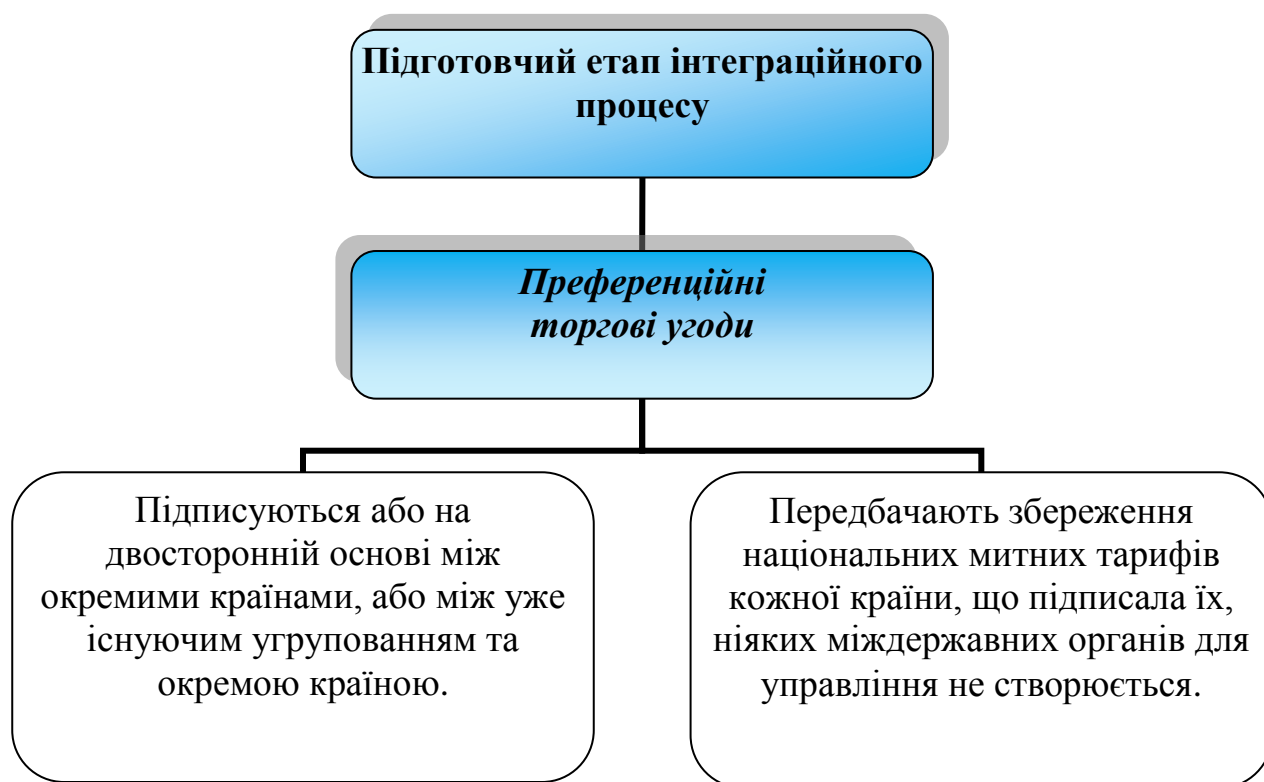 Підготовчий етап інтеграційного
процесу
Преференційні
торгові угоди
Підписуються або на
двосторонній основі між
окремими країнами, або між уже
існуючим угрупованням та
окремою країною.
Передбачають збереження
національних митних тарифів
кожної країни, що підписала їх,
ніяких міждержавних органів для
управління не створюється.